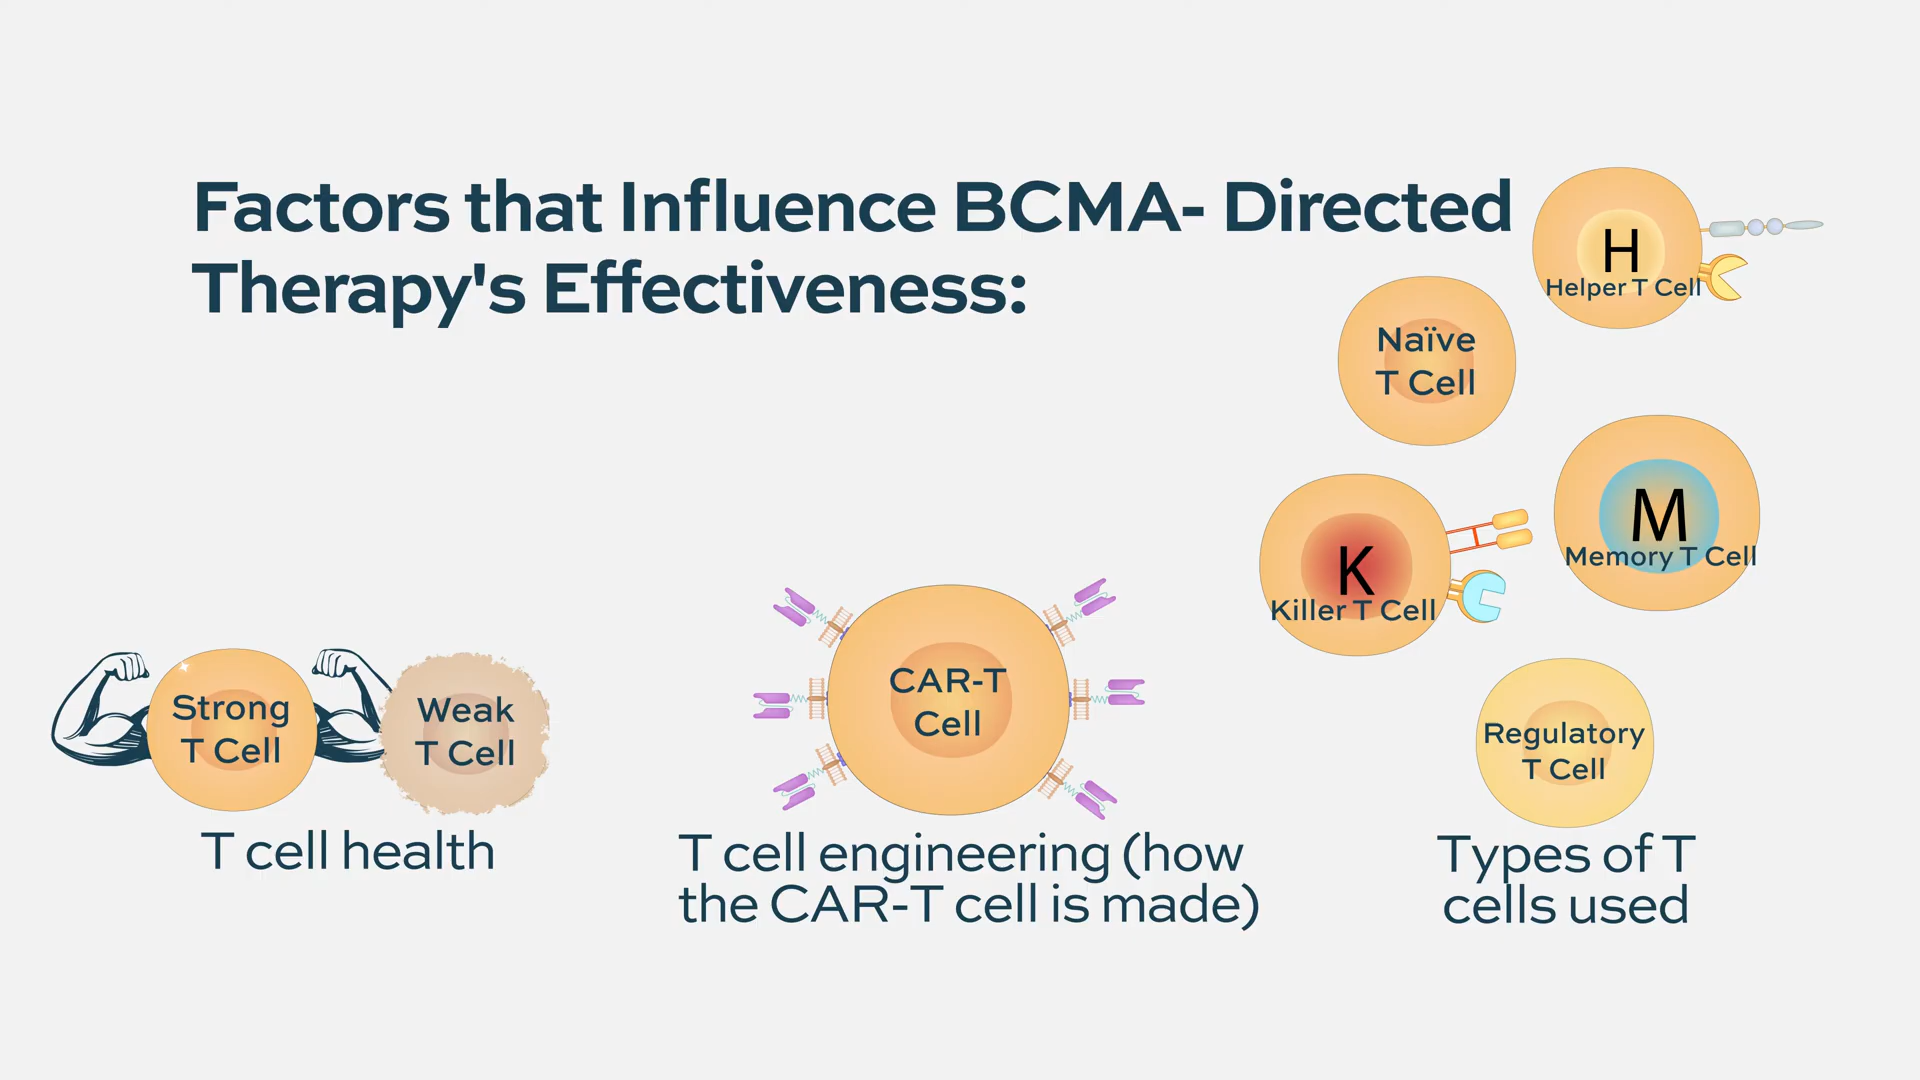 Factors that Influence BCMA- Directed
Therapy's Effectiveness:
H
Helper T Cell
Naïve
T Cell
M
Memory T Cell
K
Killer T Cell
Regulatory
T Cell
Strong
T Cell
Weak
T Cell
CAR-T
Cell
T cell health
T cell engineering (how
the CAR-T cell is made)
Types of T
cells used